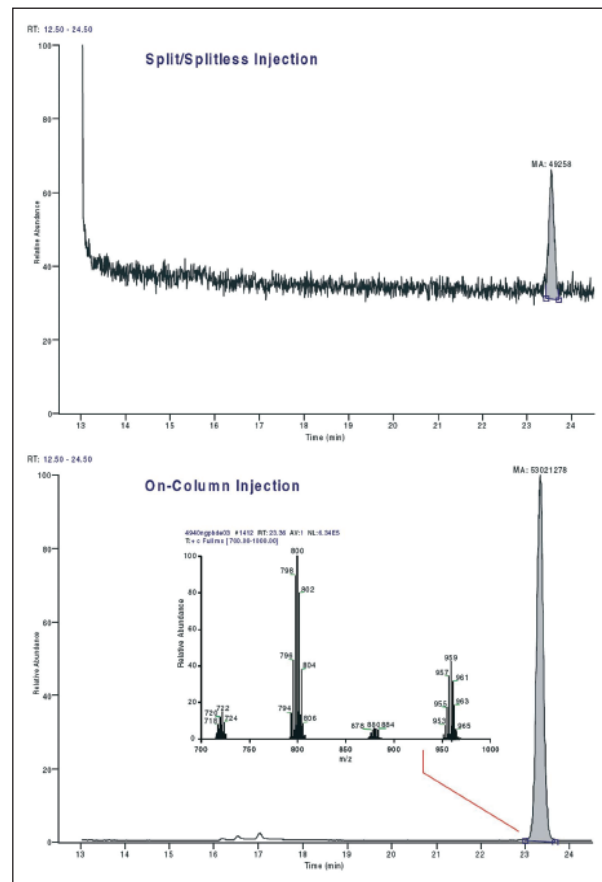 RT: 12.50 - 24.50
Split/Splitless Injection
MA: 49258
Relative Abundance
100
80
60
40
20
0
13 14 15 16 17 18 19 20 21 22 23 24
Time (min)
RT: 12.50 - 24.50
On-Column Injection
MA: 53021278
Relative Abundance
100
80
60
40
20
0
4940ngpbde03 #1412 RT: 23.36 AV: 1 NL: 6.34E5
T: + c Full ms [700.00-1000.00]
Relative Abundance
100
80
60
40
20
0
800
798
802
796
804
794
806
720 722
718 724
878 880 884
959
957 961
955 963
953 965
700 750 800 850 900 950 1000
m/z
13 14 15 16 17 18 19 20 21 22 23 24
Time (min)